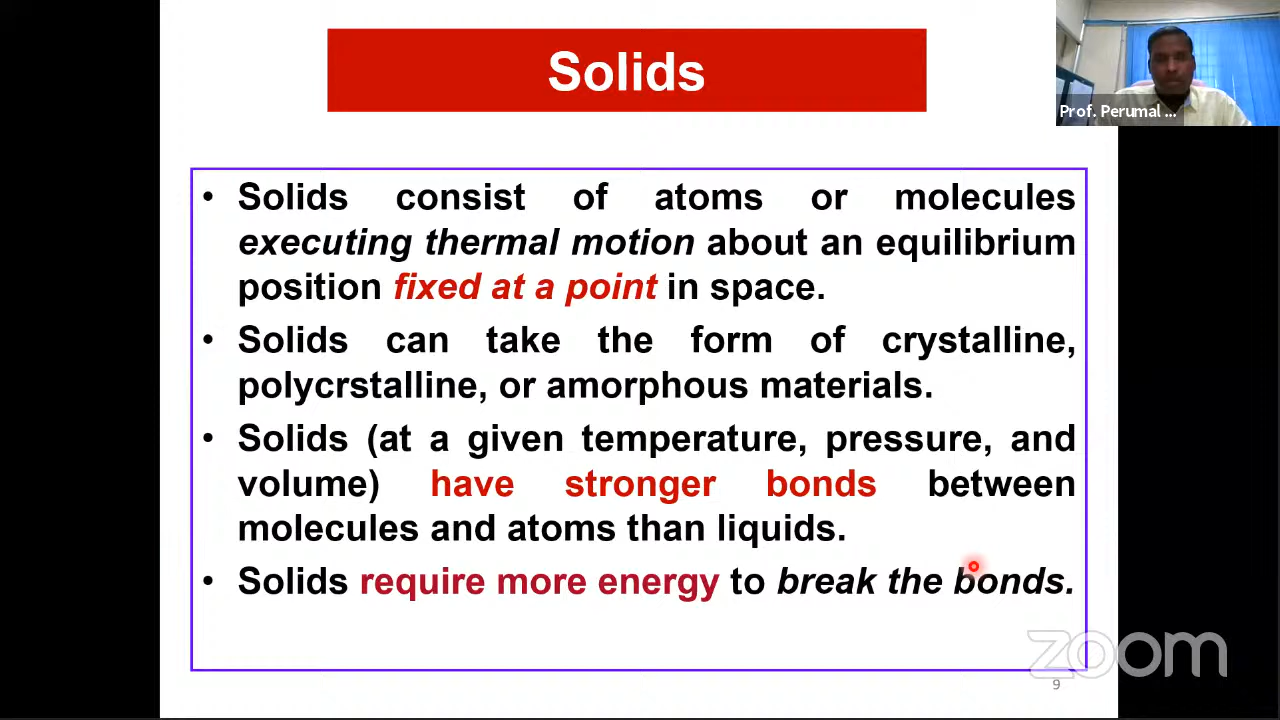 Solids
Prof. Perumal ...
• Solids consist of atoms or molecules
executing thermal motion about an equilibrium
position fixed at a point in space.
• Solids can take the form of crystalline,
polycrstalline, or amorphous materials.
• Solids (at a given temperature, pressure, and
volume) have stronger bonds between
molecules and atoms than liquids.
• Solids require more energy to break the bonds.
zoom
9